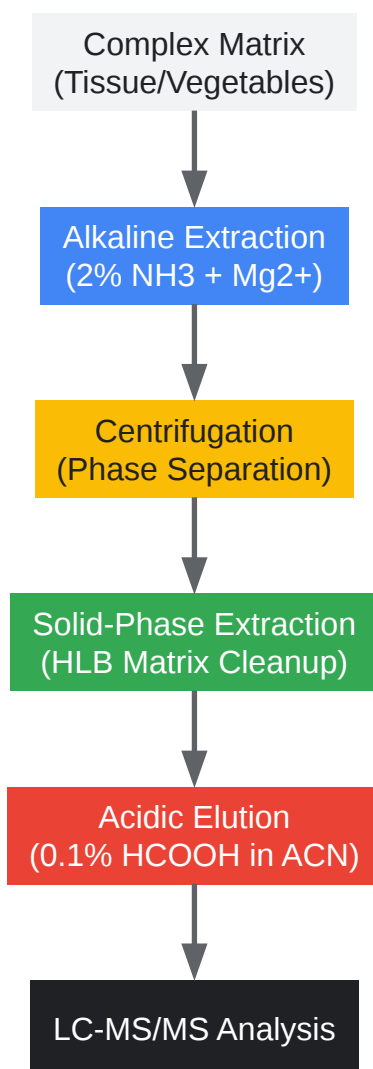 Complex Matrix
(Tissue/Vegetables)
Alkaline Extraction
(2% NH3 + Mg2+)
Centrifugation
(Phase Separation)
Solid-Phase Extraction
(HLB Matrix Cleanup)
Acidic Elution
(0.1% HCOOH in ACN)
LC-MS/MS Analysis